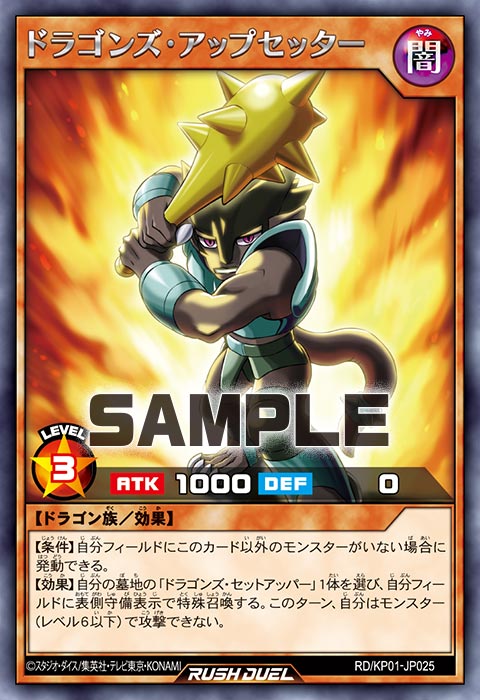 ドラゴンズ・アップセッター
やみ
闇
SAMPLE
LEVEL
3
ATK 1000 DEF 0
【ドラゴン族／効果】
【条件】自分フィールドにこのカード以外のモンスターがいない場合に
発動できる。
【効果】自分の墓地の「ドラゴンズ・セットアッパー」1体を選び、自分フィー
ルドに表側守備表示で特殊召喚する。このターン、自分はモンスター
（レベル6以下）で攻撃できない。
©スタジオ・ダイス/集英社・テレビ東京・KONAMI
RUSH DUEL
RD/KP01-JP025